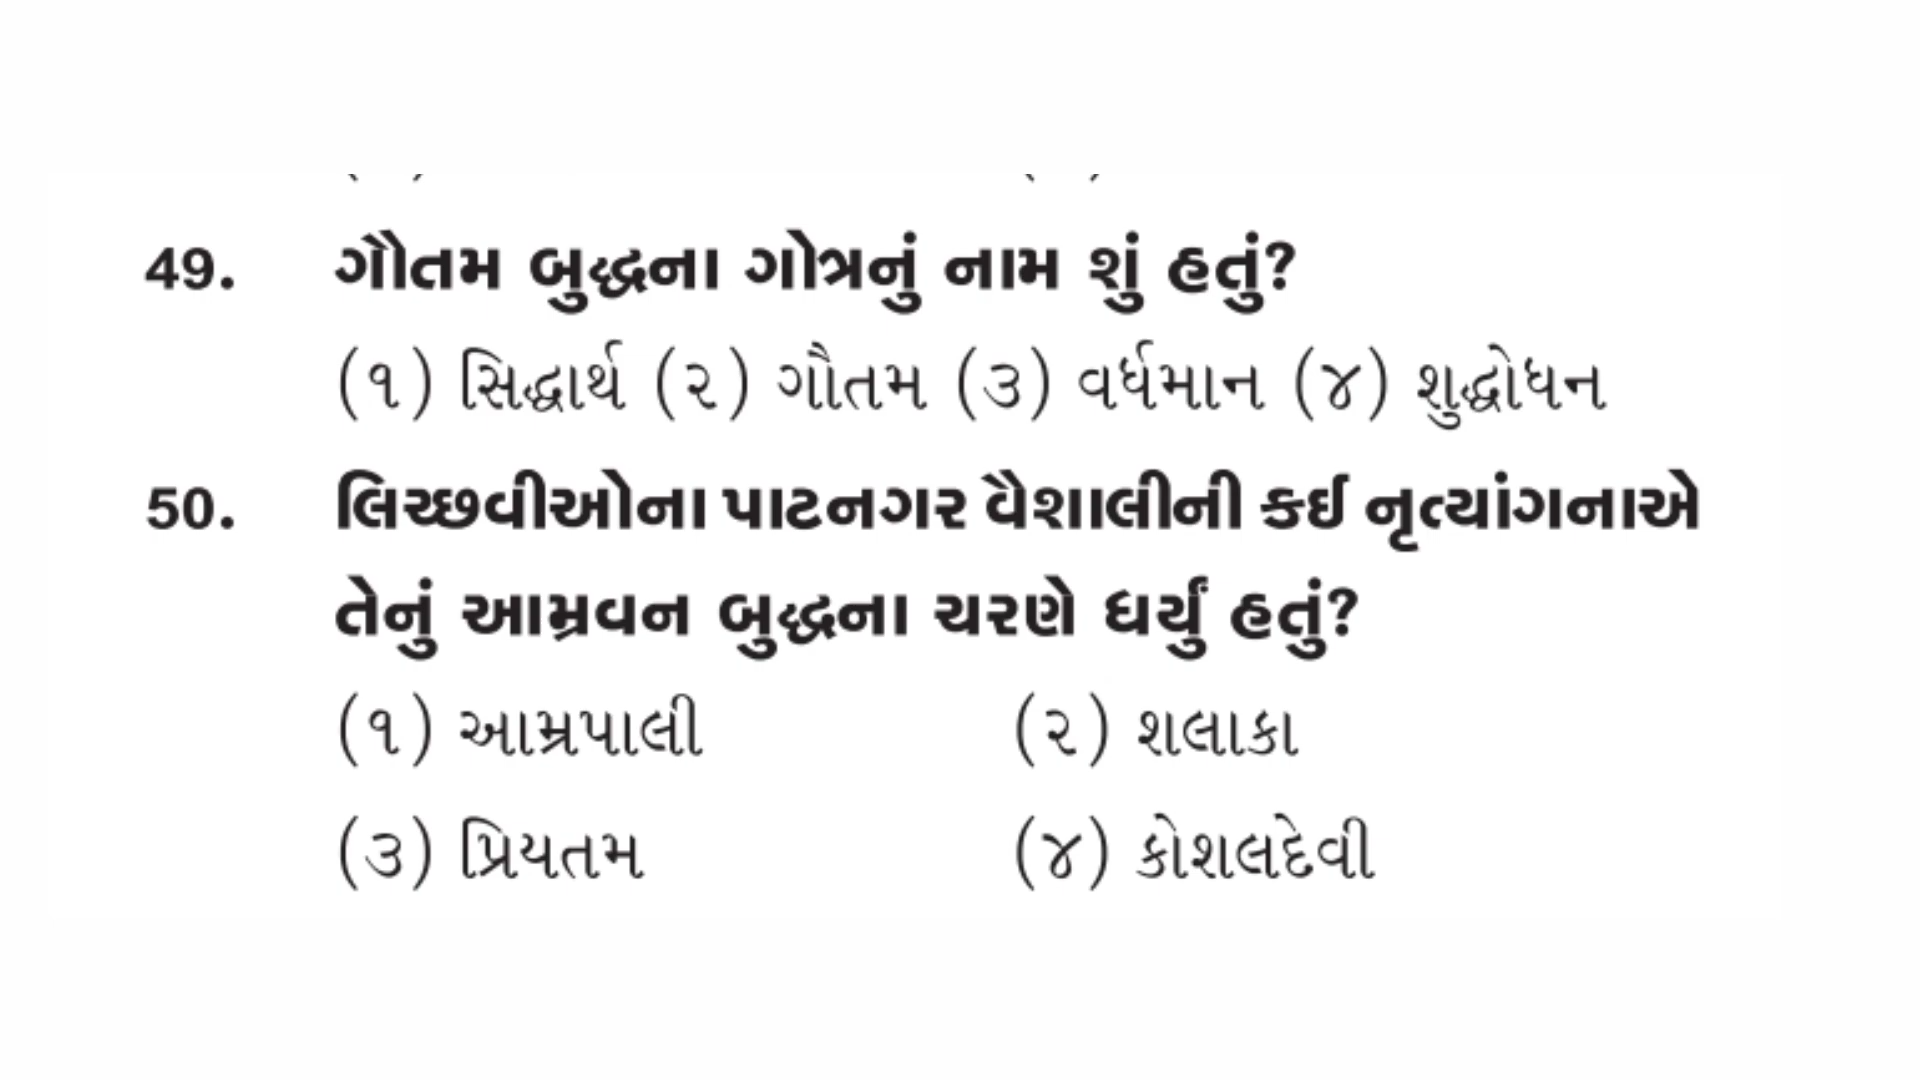 49. ગૌતમ બુદ્ધના ગોત્રનું નામ શું હતું?
(૧) સિદ્ધાર્થ (૨) ગૌતમ (૩) વર્ધમાન (૪) શુદ્ધોધન
50. લિચ્છવીઓના પાટનગર વૈશાલીની કઈ નૃત્યાંગનાએ
તેનું આમ્રવન બુદ્ધના ચરણે ધર્યું હતું?
(૧) આમ્રપાલી (૨) શલાકા
(૩) પ્રિયતમ (૪) કોશલદેવી